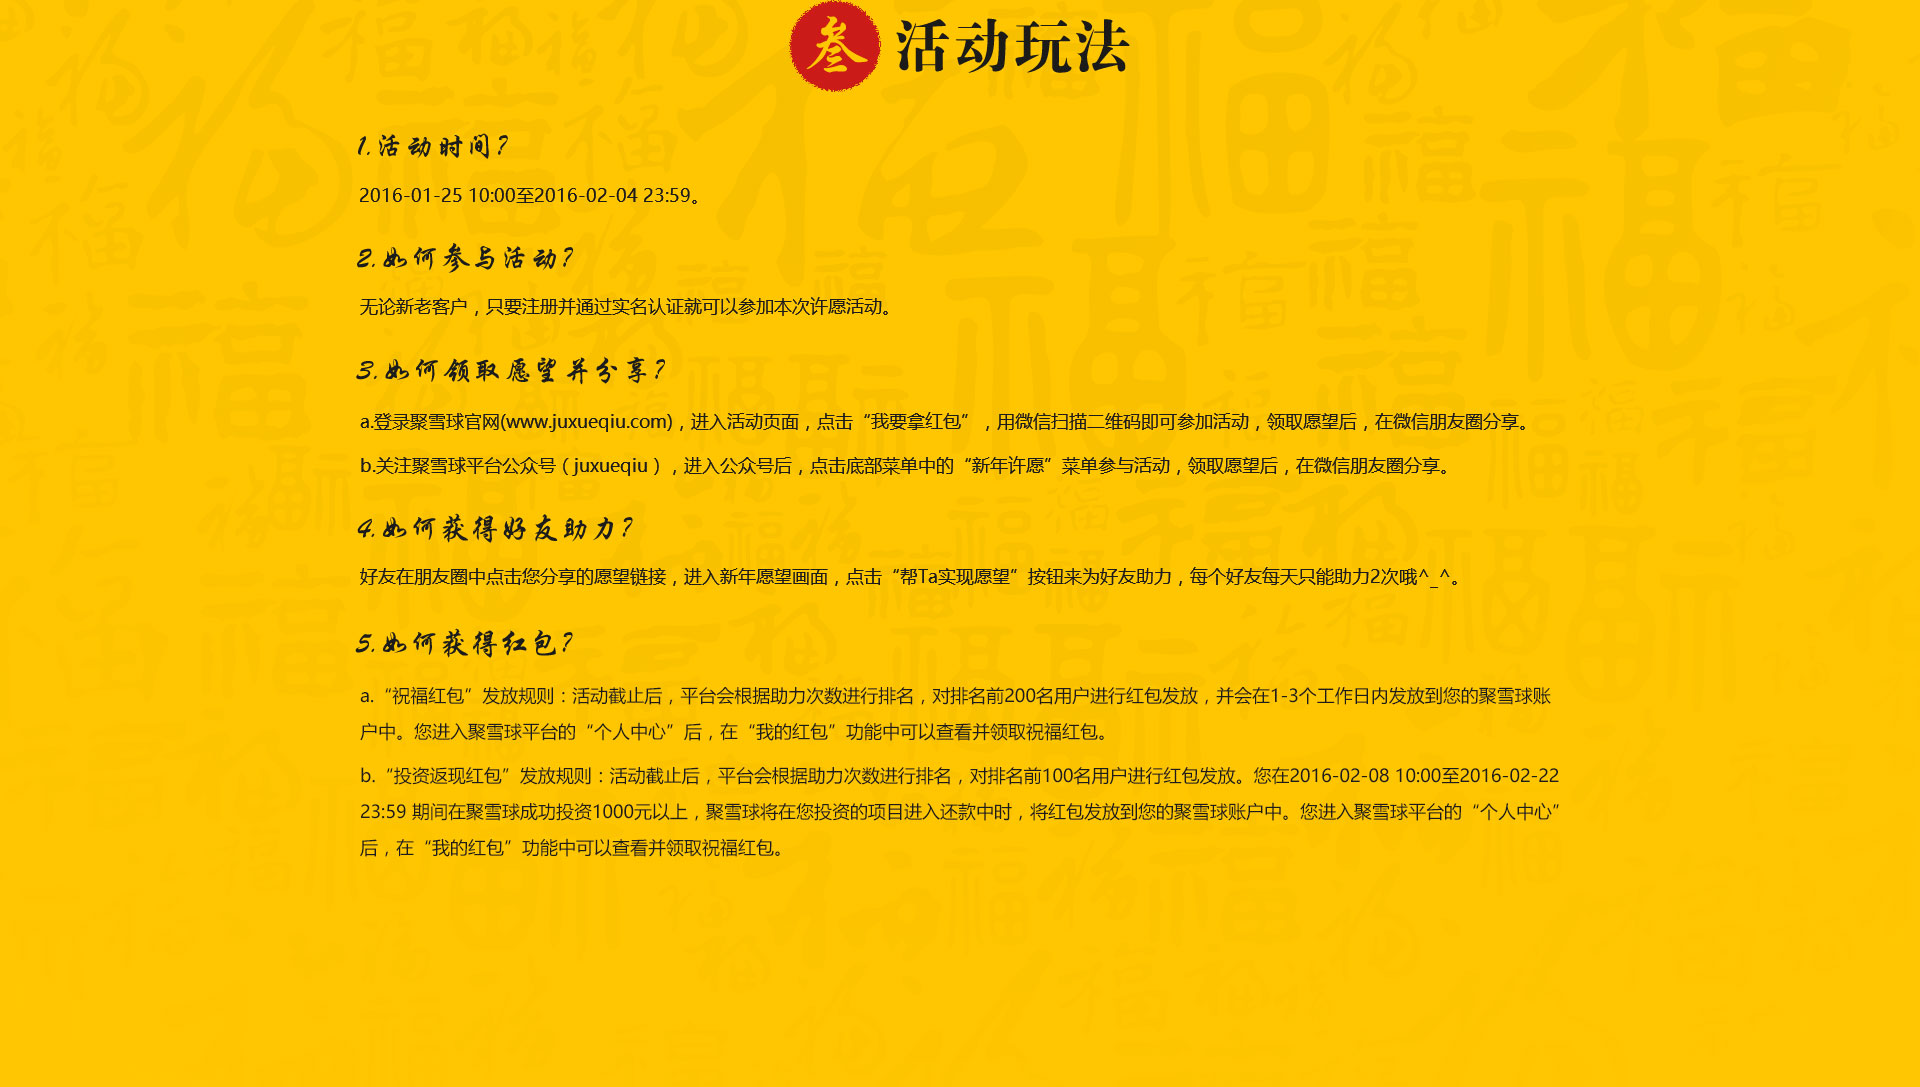 叁 活动玩法
1.活动时间?
2016-01-25 10:00至2016-02-04 23:59。
2.如何参与活动?
无论新老客户，只要注册并通过实名认证就可以参加本次许愿活动。
3.如何领取愿望并分享?
a.登录聚雪球官网(www.juxueqiu.com)，进入活动页面，点击“我要拿红包”，用微信扫描二维码即可参加活动，领取愿望后，在微信朋友圈分享。
b.关注聚雪球平台公众号（juxueqiu），进入公众号后，点击底部菜单中的“新年许愿”菜单参与活动，领取愿望后，在微信朋友圈分享。
4.如何获得好友助力?
好友在朋友圈中点击您分享的愿望链接，进入新年愿望画面，点击“帮Ta实现愿望”按钮来为好友助力，每个好友每天只能助力2次哦^_^。
5.如何获得红包?
a.“祝福红包”发放规则：活动截止后，平台会根据助力次数进行排名，对排名前200名用户进行红包发放，并会在1-3个工作日内发放到您的聚雪球账
户中。您进入聚雪球平台的“个人中心”后，在“我的红包”功能中可以查看并领取祝福红包。
b.“投资返现红包”发放规则：活动截止后，平台会根据助力次数进行排名，对排名前100名用户进行红包发放。您在2016-02-08 10:00至2016-02-22
23:59 期间在聚雪球成功投资1000元以上，聚雪球将在您投资的项目进入还款中时，将红包发放到您的聚雪球账户中。您进入聚雪球平台的“个人中心”
后，在“我的红包”功能中可以查看并领取祝福红包。